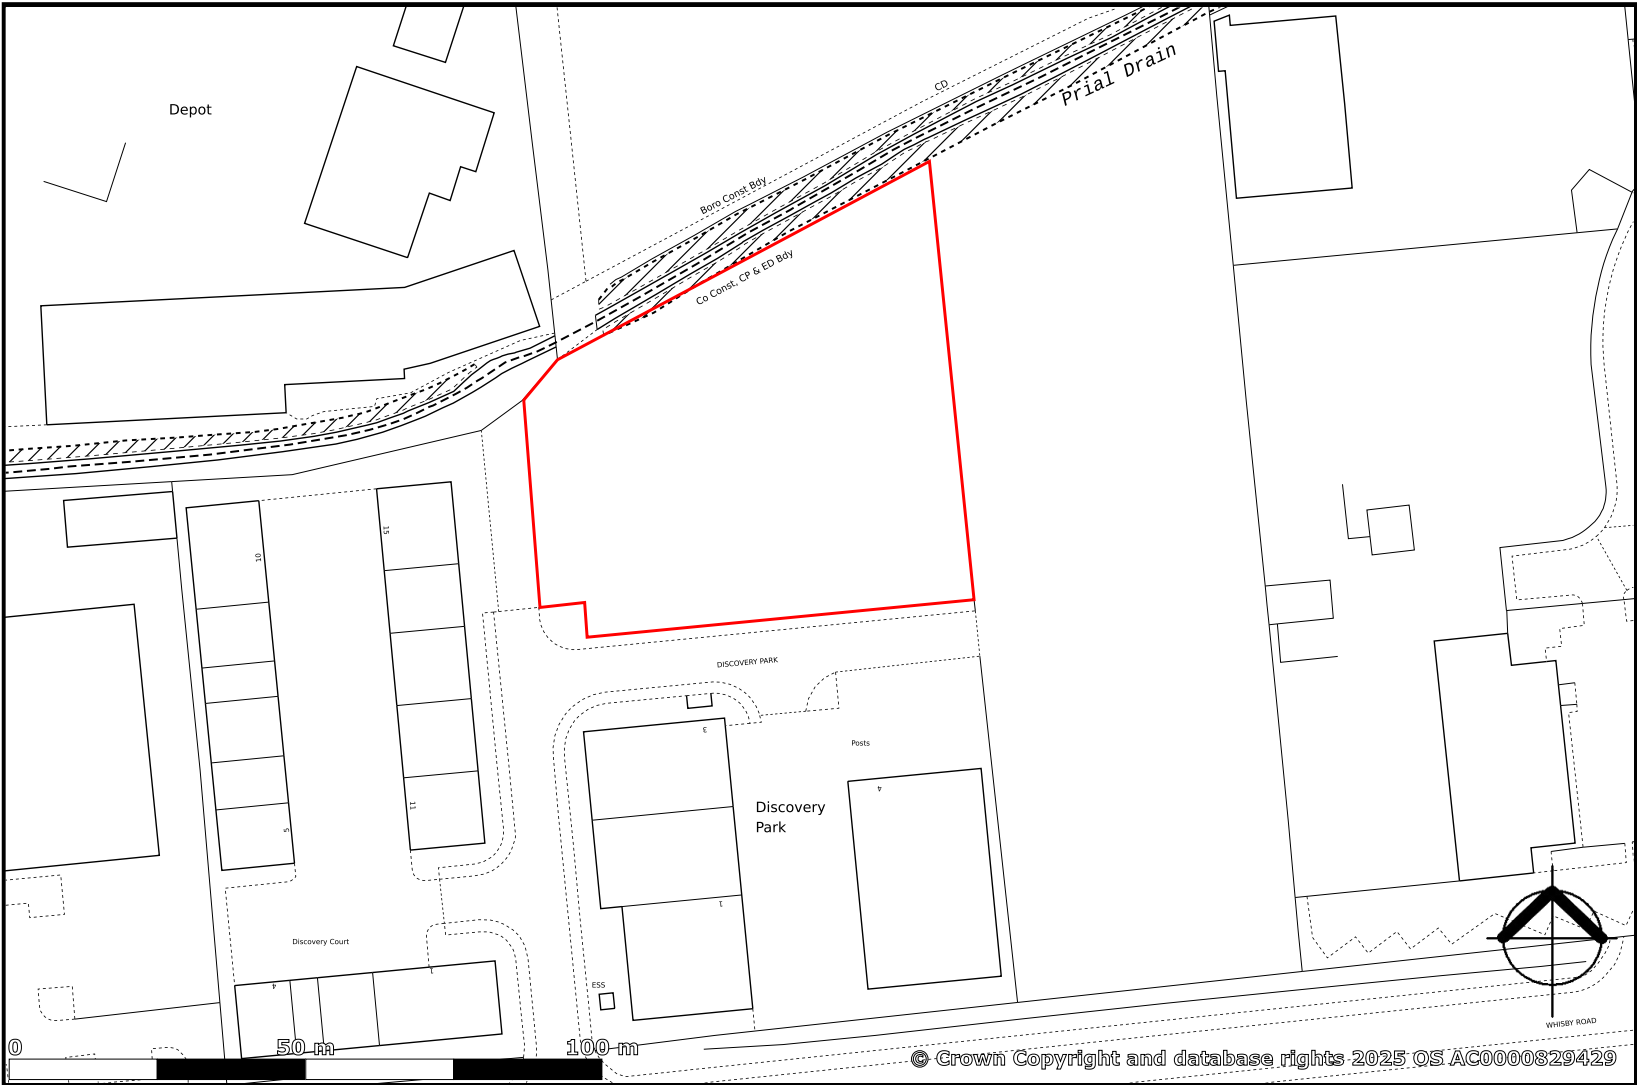 Depot
CD
Prial Drain
Boro Const Bdy
Co Const, CP & ED Bdy
15
10
DISCOVERY PARK
3
Posts
4
Discovery
Park
11
5
1
Discovery Court
4
1
ESS
WHISBY ROAD
0
50 m
100 m
© Crown Copyright and database rights 2025 OS AC0000829429